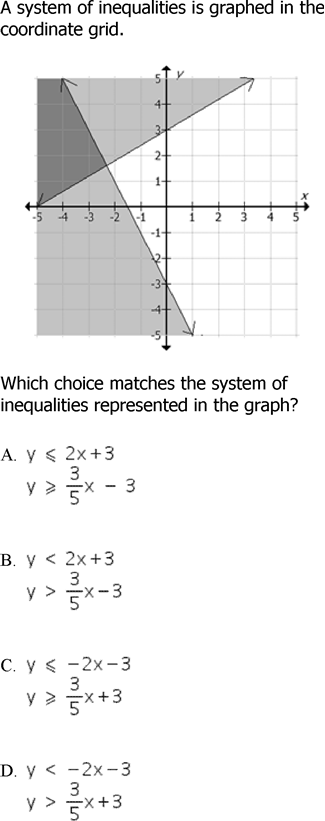 A system of inequalities is graphed in the
coordinate grid.
y
5
4
3
2
1
x
-5 -4 -3 -2 -1 1 2 3 4 5
-1
-2
-3
-4
-5
Which choice matches the system of
inequalities represented in the graph?
A. y ⩽ 2x+3
y ⩾ 3/5x - 3
B. y < 2x+3
y > 3/5x-3
C. y ⩽ -2x-3
y ⩾ 3/5x+3
D. y < -2x-3
y > 3/5x+3